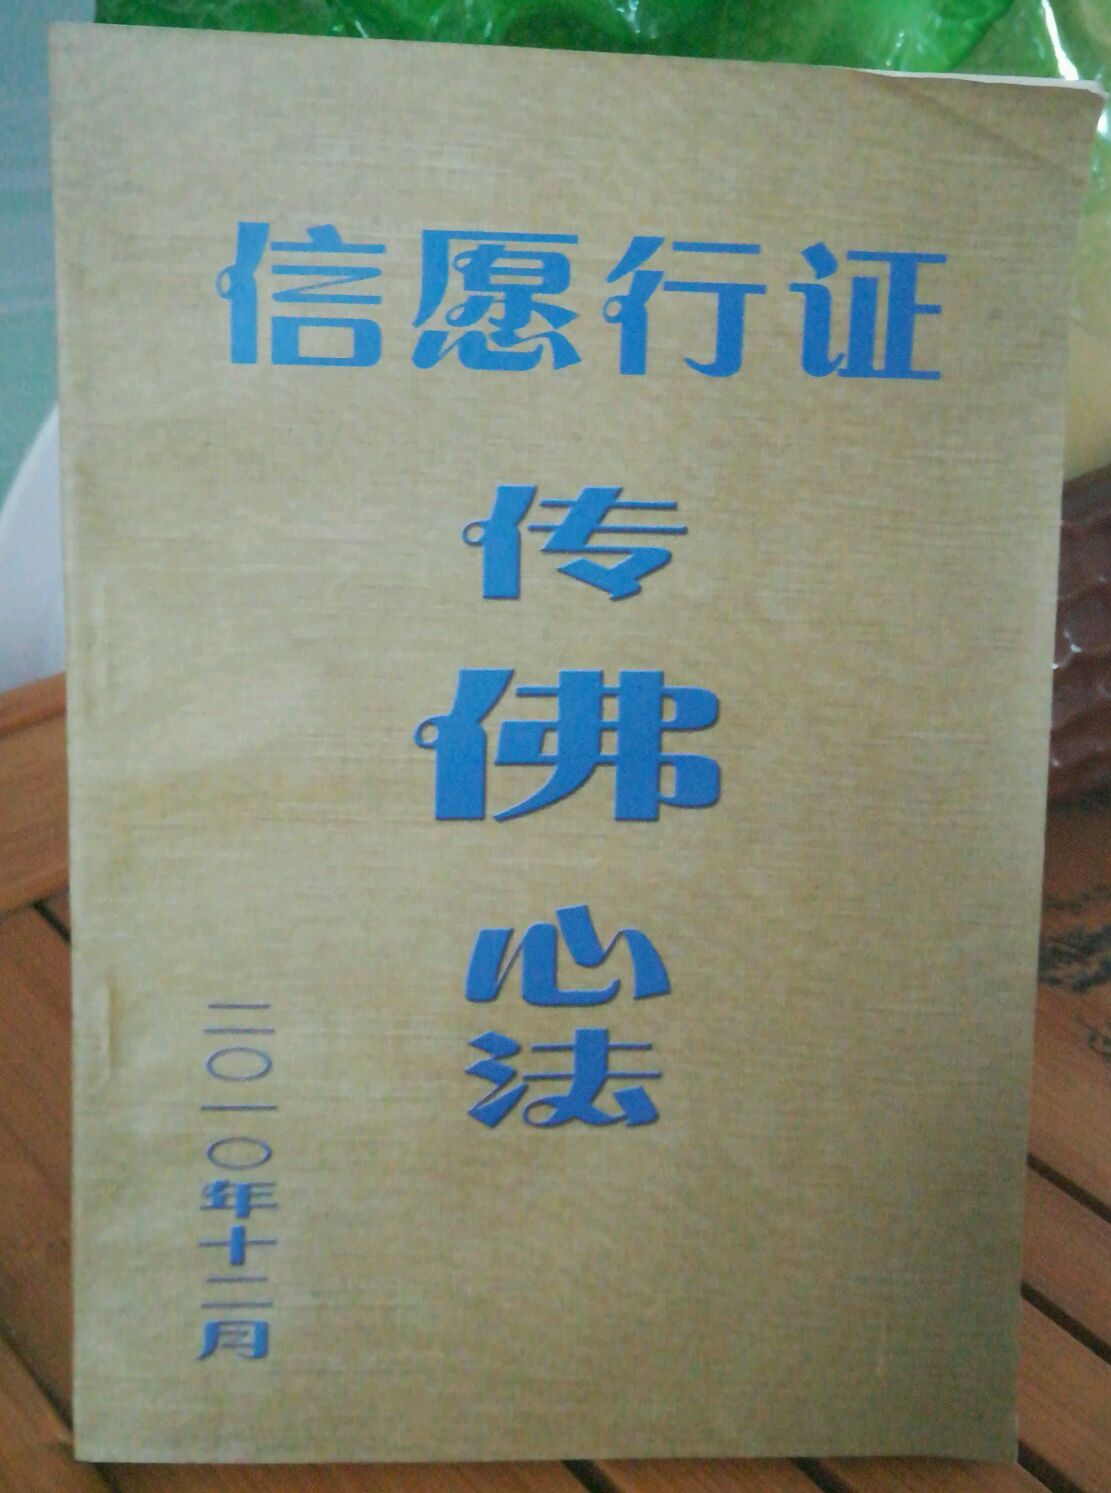 信愿行证
传
佛
心
法
二〇一〇年十二月